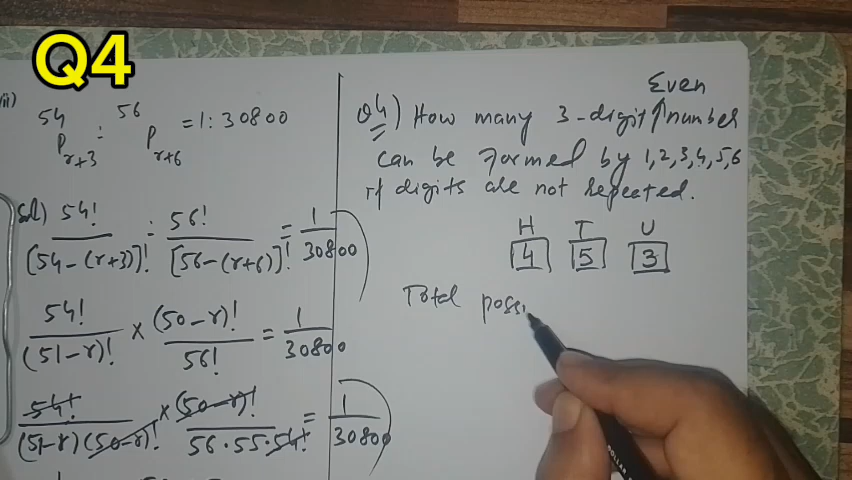 Q4
vii)
54 56
P : P = 1 : 30800
r+3 r+6
Sol) 54! : 56! = 1
[54-(r+3)]! [56-(r+6)]! 30800
54! × (50-r)! = 1
(51-r)! 56! 30800
54! × (50-r)! = 1
(51-r)(50-r)! 56.55.54! 30800
Even
Q4) How many 3-digit ↑ number
can be formed by 1,2,3,4,5,6
if digits are not repeated.
H T U
4 5 3
Total possi
DOLLAR